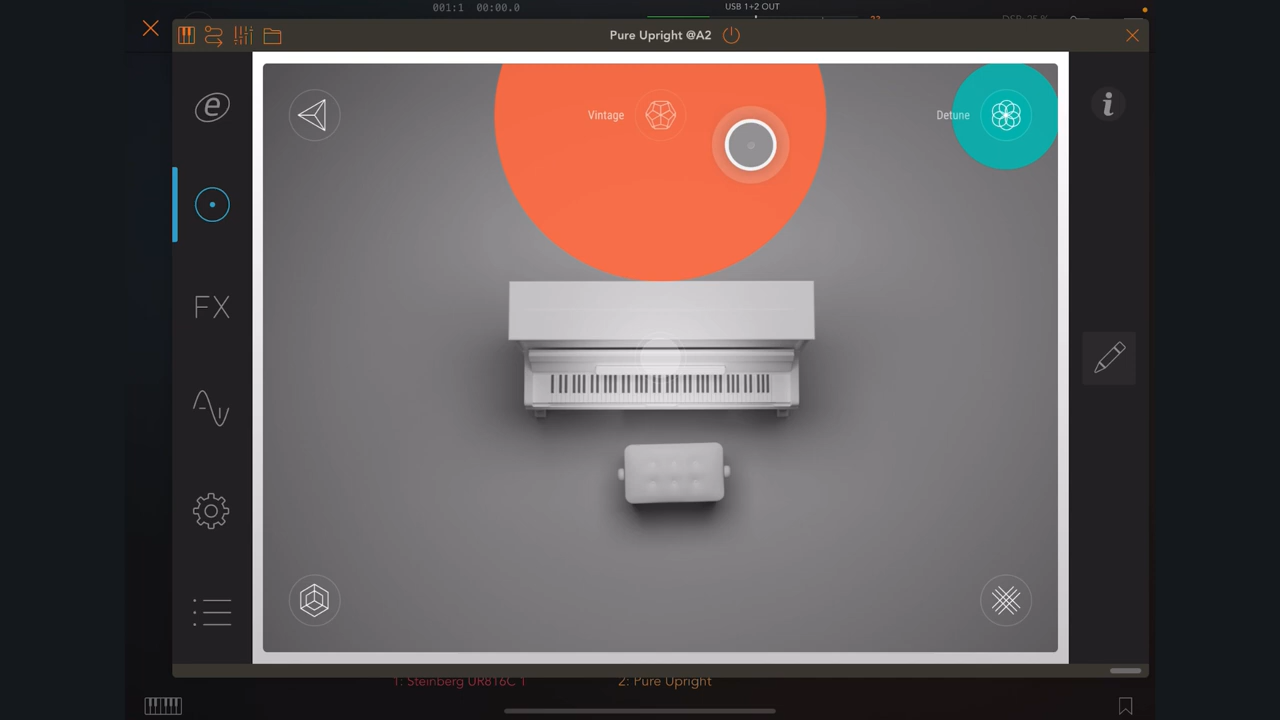 001:1 00:00.0
USB 1+2 OUT
Pure Upright @A2
e
Vintage
Detune
i
FX
1: Steinberg UR816C 1
2: Pure Upright